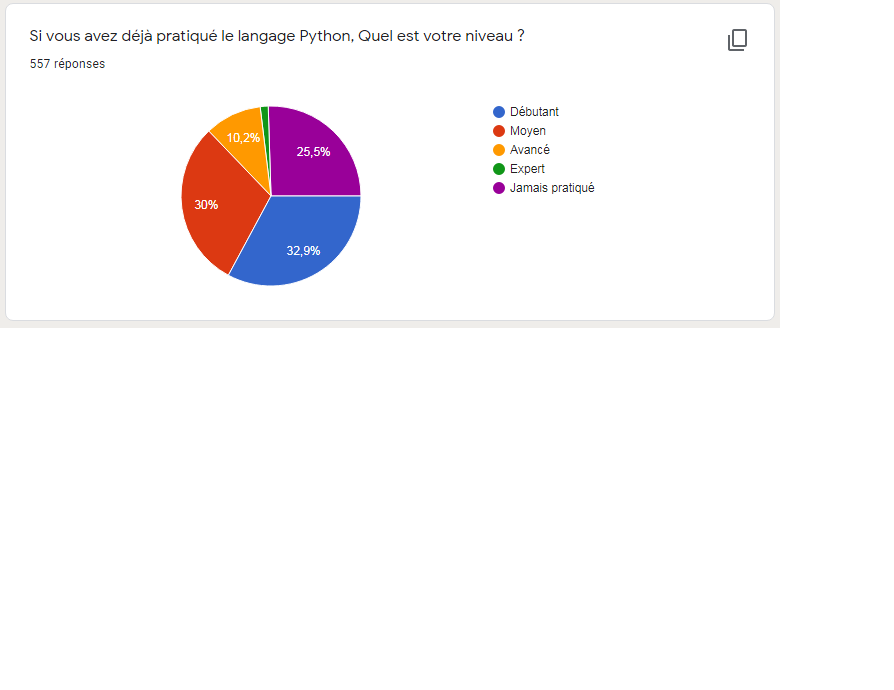 Si vous avez déjà pratiqué le langage Python, Quel est votre niveau ?
557 réponses
Débutant
Moyen
Avancé
Expert
Jamais pratiqué
10,2%
25,5%
30%
32,9%